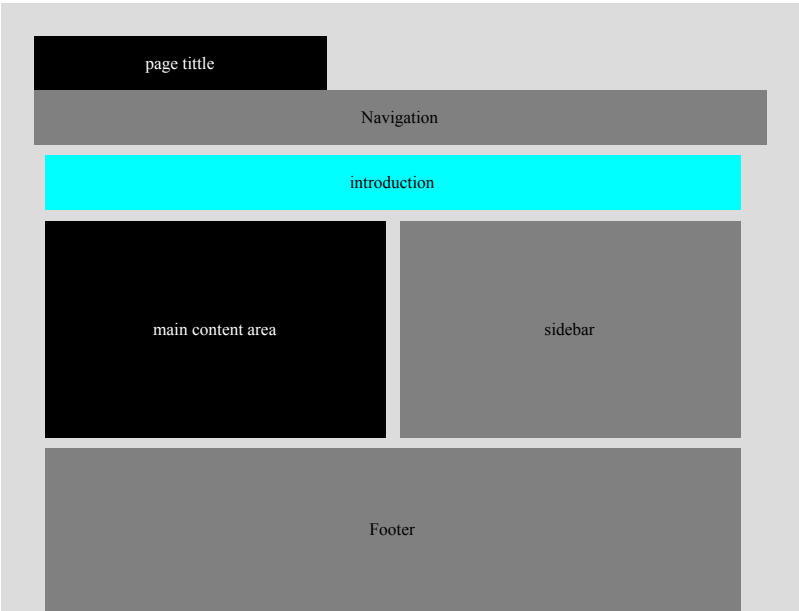 page tittle
Navigation
introduction
main content area
sidebar
Footer